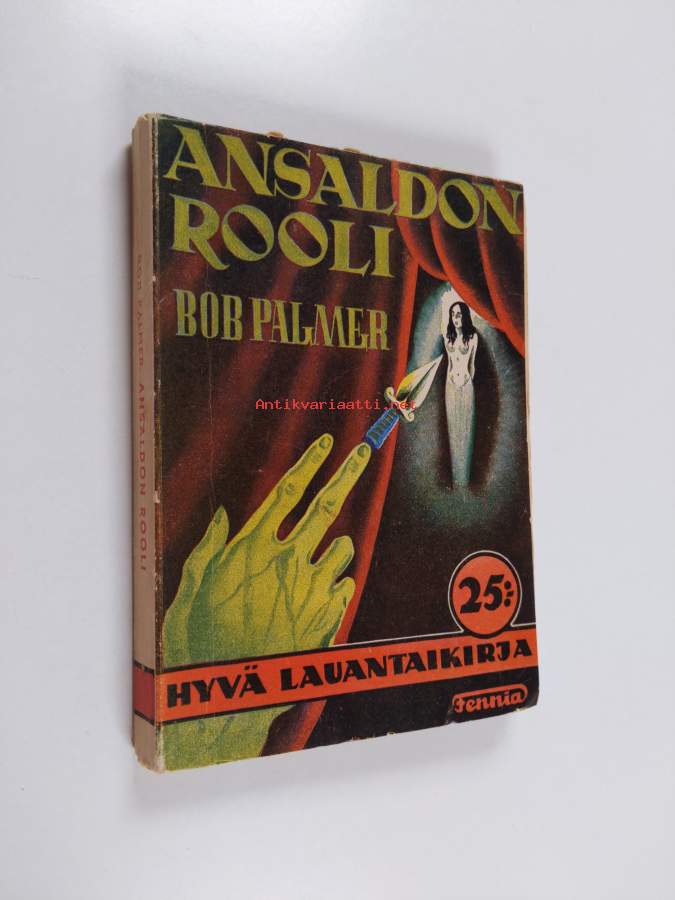 ANSALDON
ROOLI
BOB PALMER
Antikvariaatti.net
25:-
HYVÄ LAUANTAIKIRJA
Fennia
BOB PALMER ANSALDON ROOLI